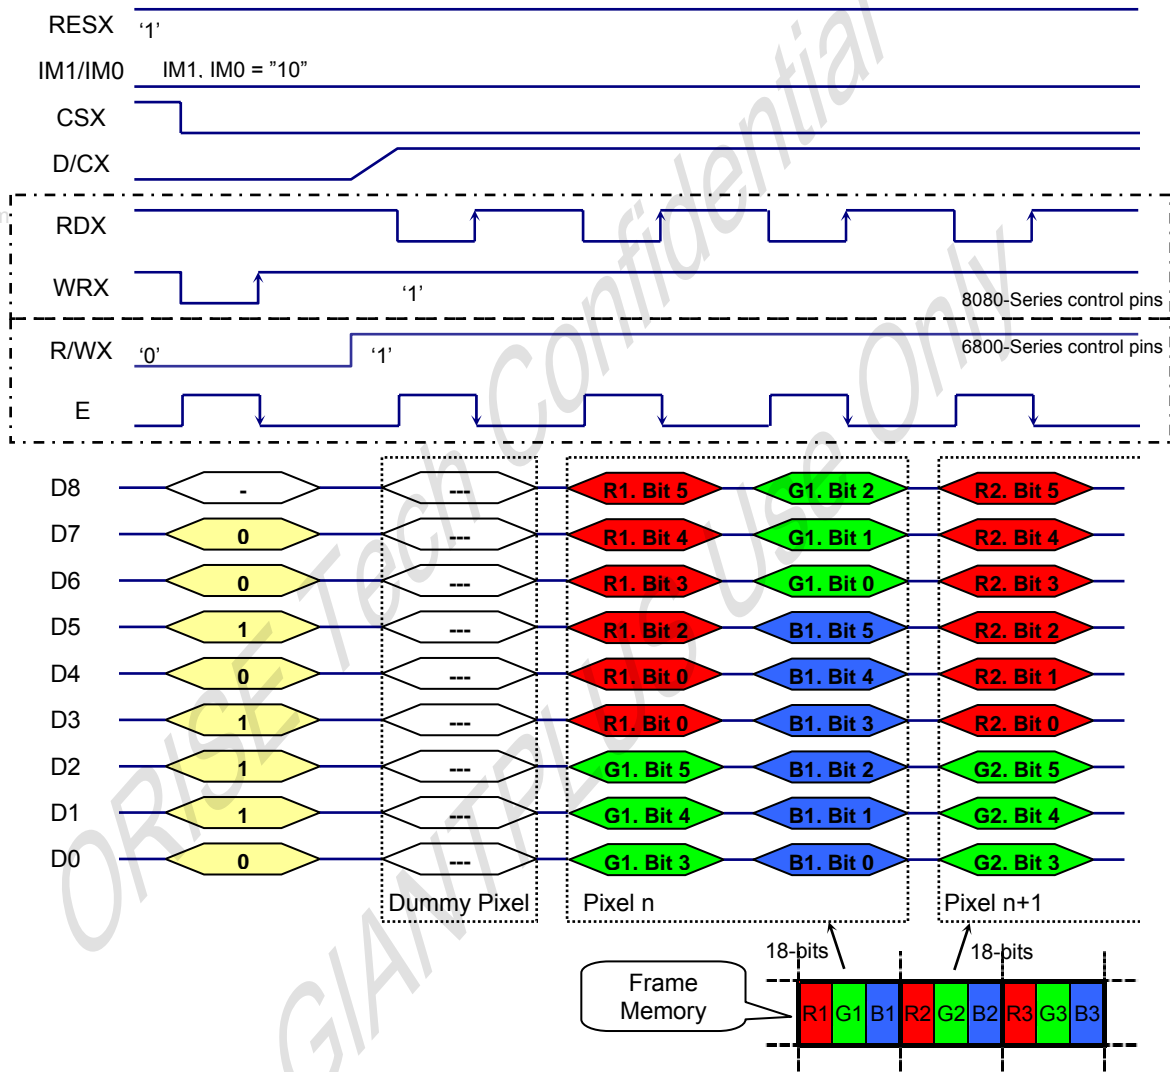 RESX '1'
IM1/IM0 IM1, IM0 = "10"
CSX
D/CX
n
RDX
WRX '1'
8080-Series control pins
R/WX '0' '1'
6800-Series control pins
E
D8 - --- R1. Bit 5 G1. Bit 2 R2. Bit 5
D7 0 --- R1. Bit 4 G1. Bit 1 R2. Bit 4
D6 0 --- R1. Bit 3 G1. Bit 0 R2. Bit 3
D5 1 --- R1. Bit 2 B1. Bit 5 R2. Bit 2
D4 0 --- R1. Bit 0 B1. Bit 4 R2. Bit 1
D3 1 --- R1. Bit 0 B1. Bit 3 R2. Bit 0
D2 1 --- G1. Bit 5 B1. Bit 2 G2. Bit 5
D1 1 --- G1. Bit 4 B1. Bit 1 G2. Bit 4
D0 0 --- G1. Bit 3 B1. Bit 0 G2. Bit 3
Dummy Pixel Pixel n Pixel n+1
18-bits 18-bits
Frame
Memory
R1 G1 B1 R2 G2 B2 R3 G3 B3
ORISE Tech Confidential
GIANTPLUS Use Only